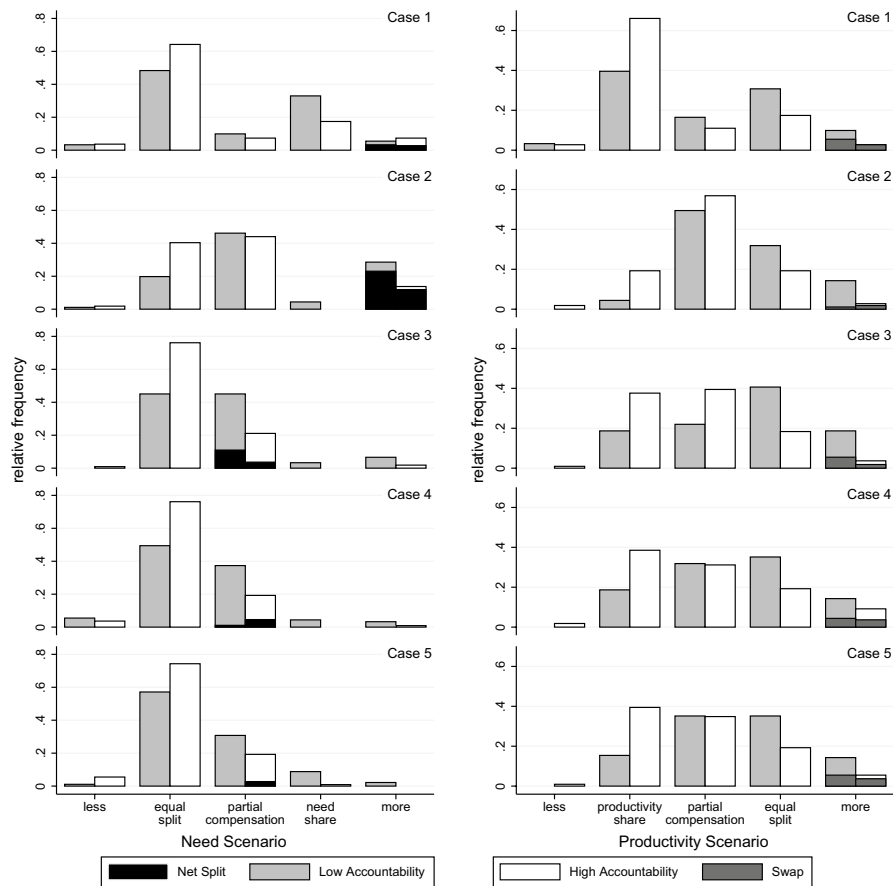 Case 1
.8
.6
.4
.2
0
Case 2
.8
.6
.4
.2
0
Case 3
.8
.6
.4
.2
0
Case 4
.8
.6
.4
.2
0
Case 5
.8
.6
.4
.2
0
relative frequency
less
equal
split
partial
compensation
need
share
more
Need Scenario
Case 1
.6
.4
.2
0
Case 2
.6
.4
.2
0
Case 3
.6
.4
.2
0
Case 4
.6
.4
.2
0
Case 5
.6
.4
.2
0
relative frequency
less
productivity
share
partial
compensation
equal
split
more
Productivity Scenario
Net Split
Low Accountability
High Accountability
Swap